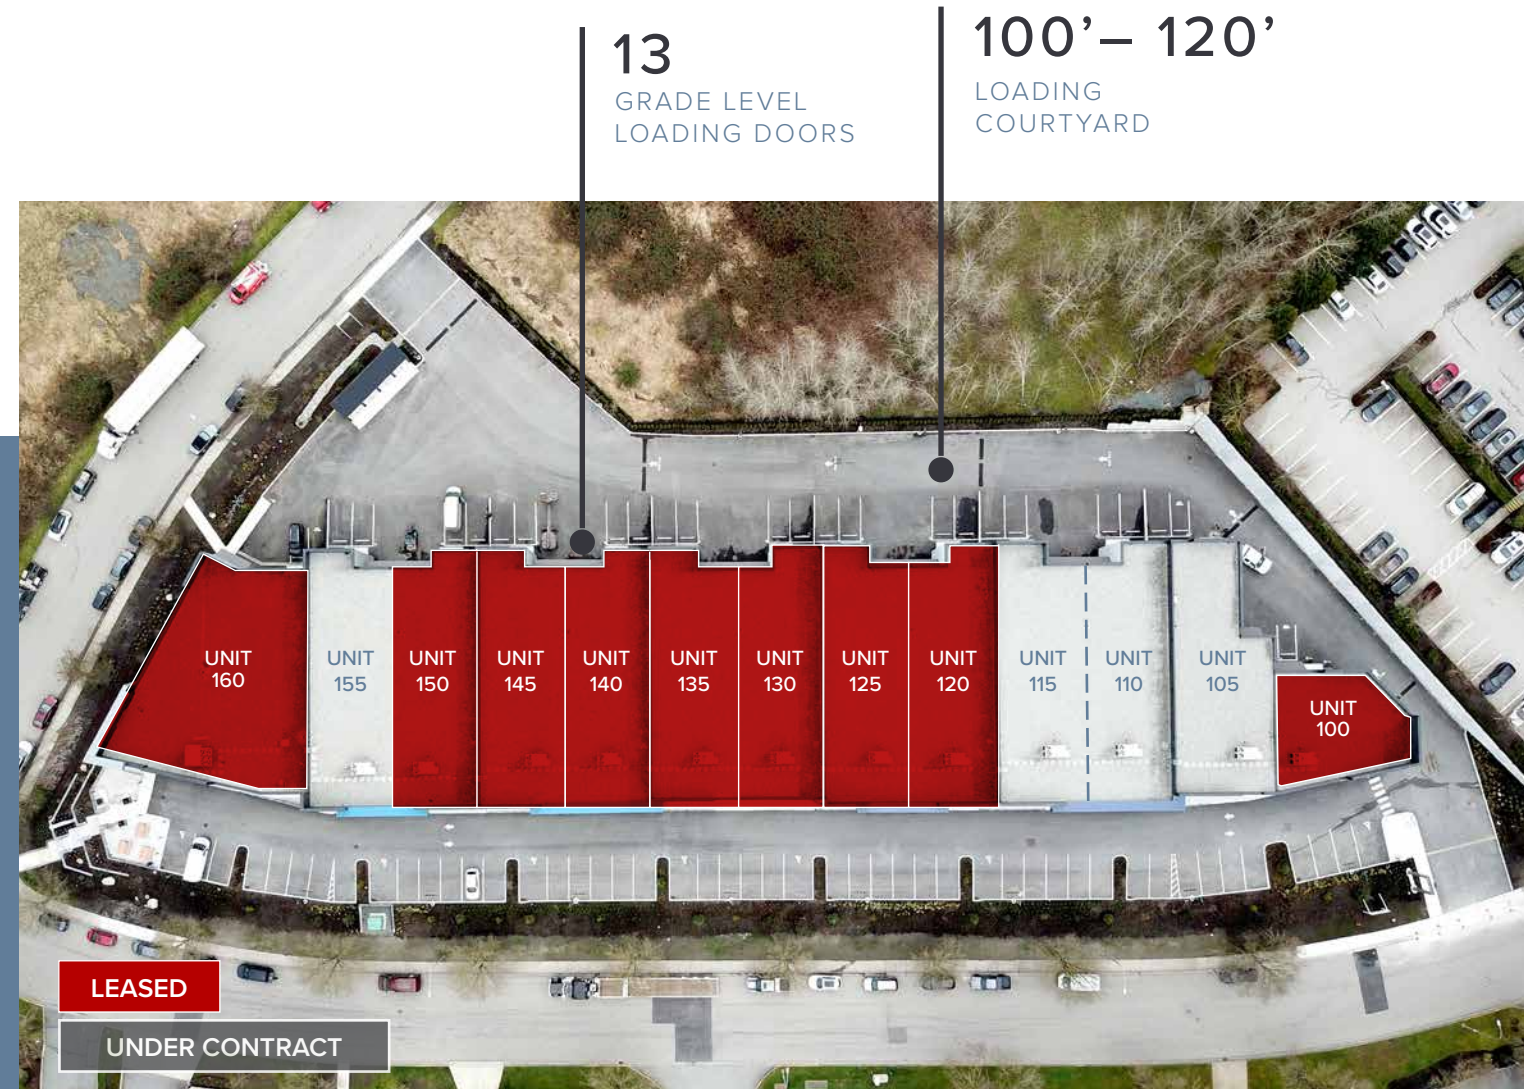 13
GRADE LEVEL
LOADING DOORS
100’– 120’
LOADING
COURTYARD
UNIT
160
UNIT
155
UNIT
150
UNIT
145
UNIT
140
UNIT
135
UNIT
130
UNIT
125
UNIT
120
UNIT
115
UNIT
110
UNIT
105
UNIT
100
LEASED
UNDER CONTRACT